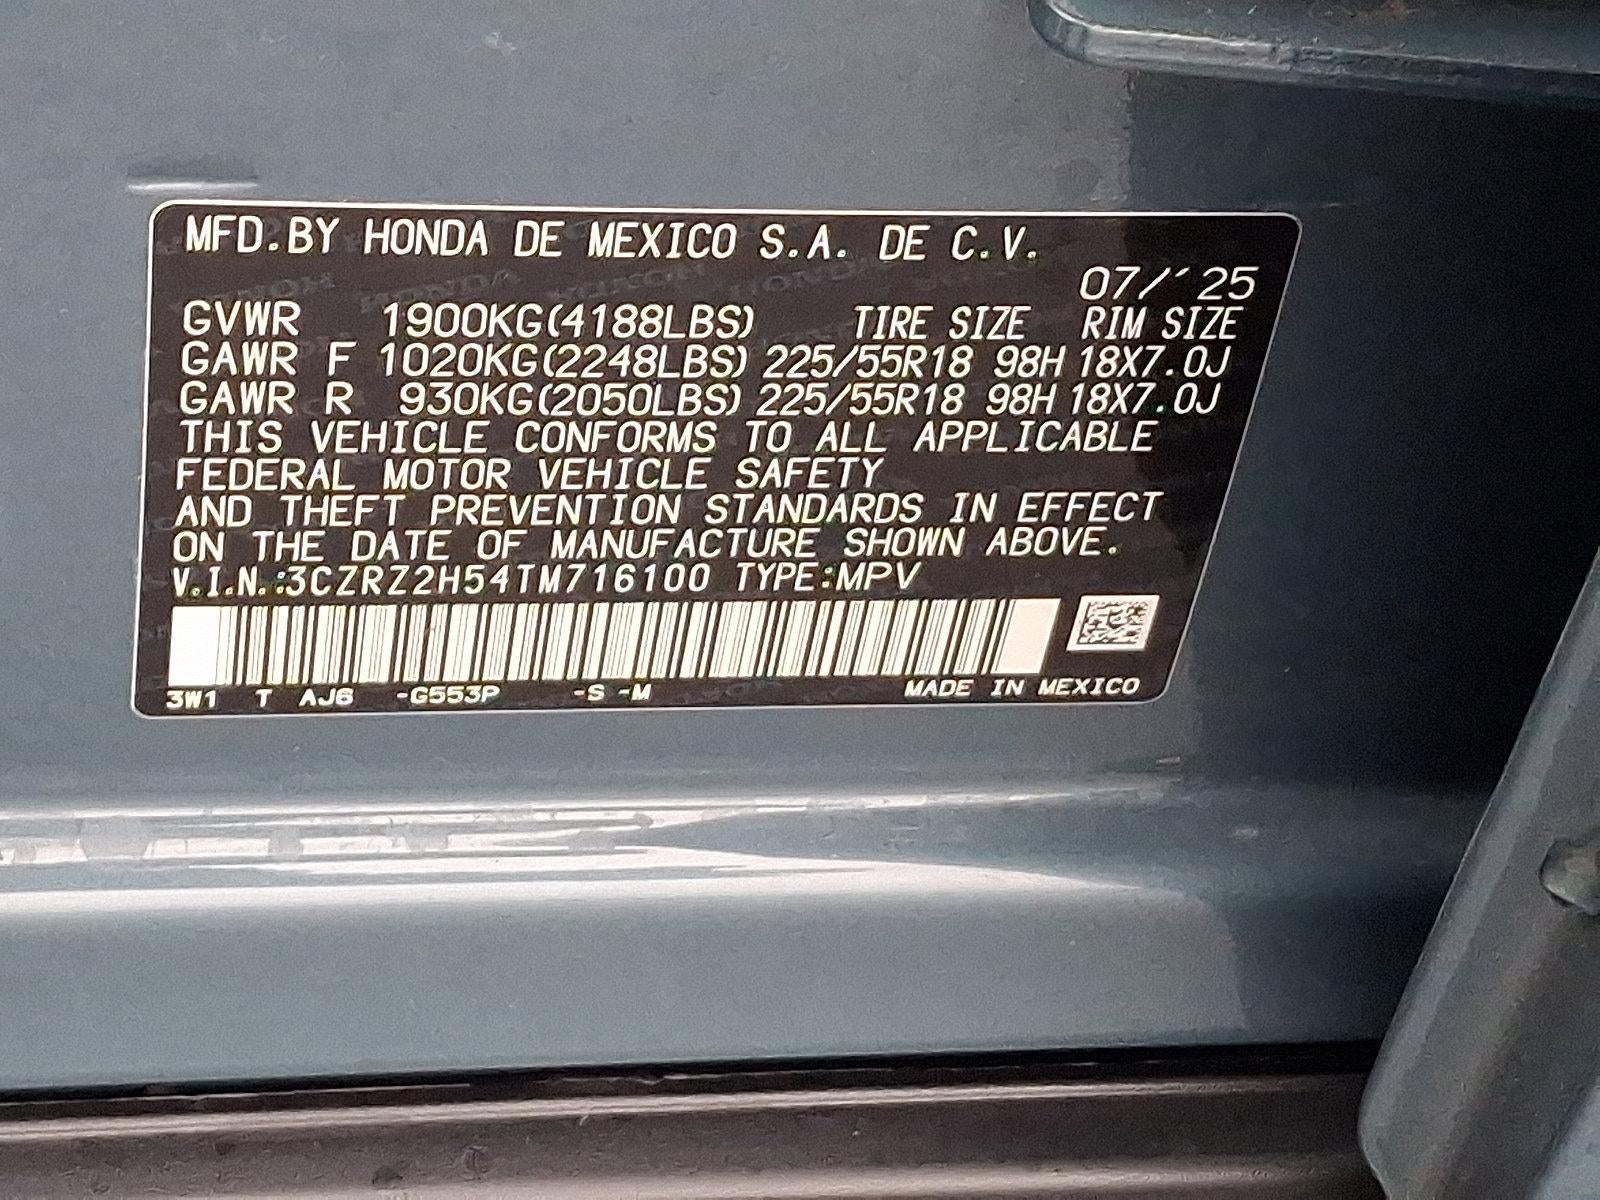 MFD.BY HONDA DE MEXICO S.A. DE C.V.
07/´25
GVWR 1900KG(4188LBS) TIRE SIZE RIM SIZE
GAWR F 1020KG(2248LBS) 225/55R18 98H 18X7.0J
GAWR R 930KG(2050LBS) 225/55R18 98H 18X7.0J
THIS VEHICLE CONFORMS TO ALL APPLICABLE
FEDERAL MOTOR VEHICLE SAFETY
AND THEFT PREVENTION STANDARDS IN EFFECT
ON THE DATE OF MANUFACTURE SHOWN ABOVE.
V.I.N.:3CZRZ2H54TM716100 TYPE:MPV
3W1 T AJ6 -G553P -S -M MADE IN MEXICO